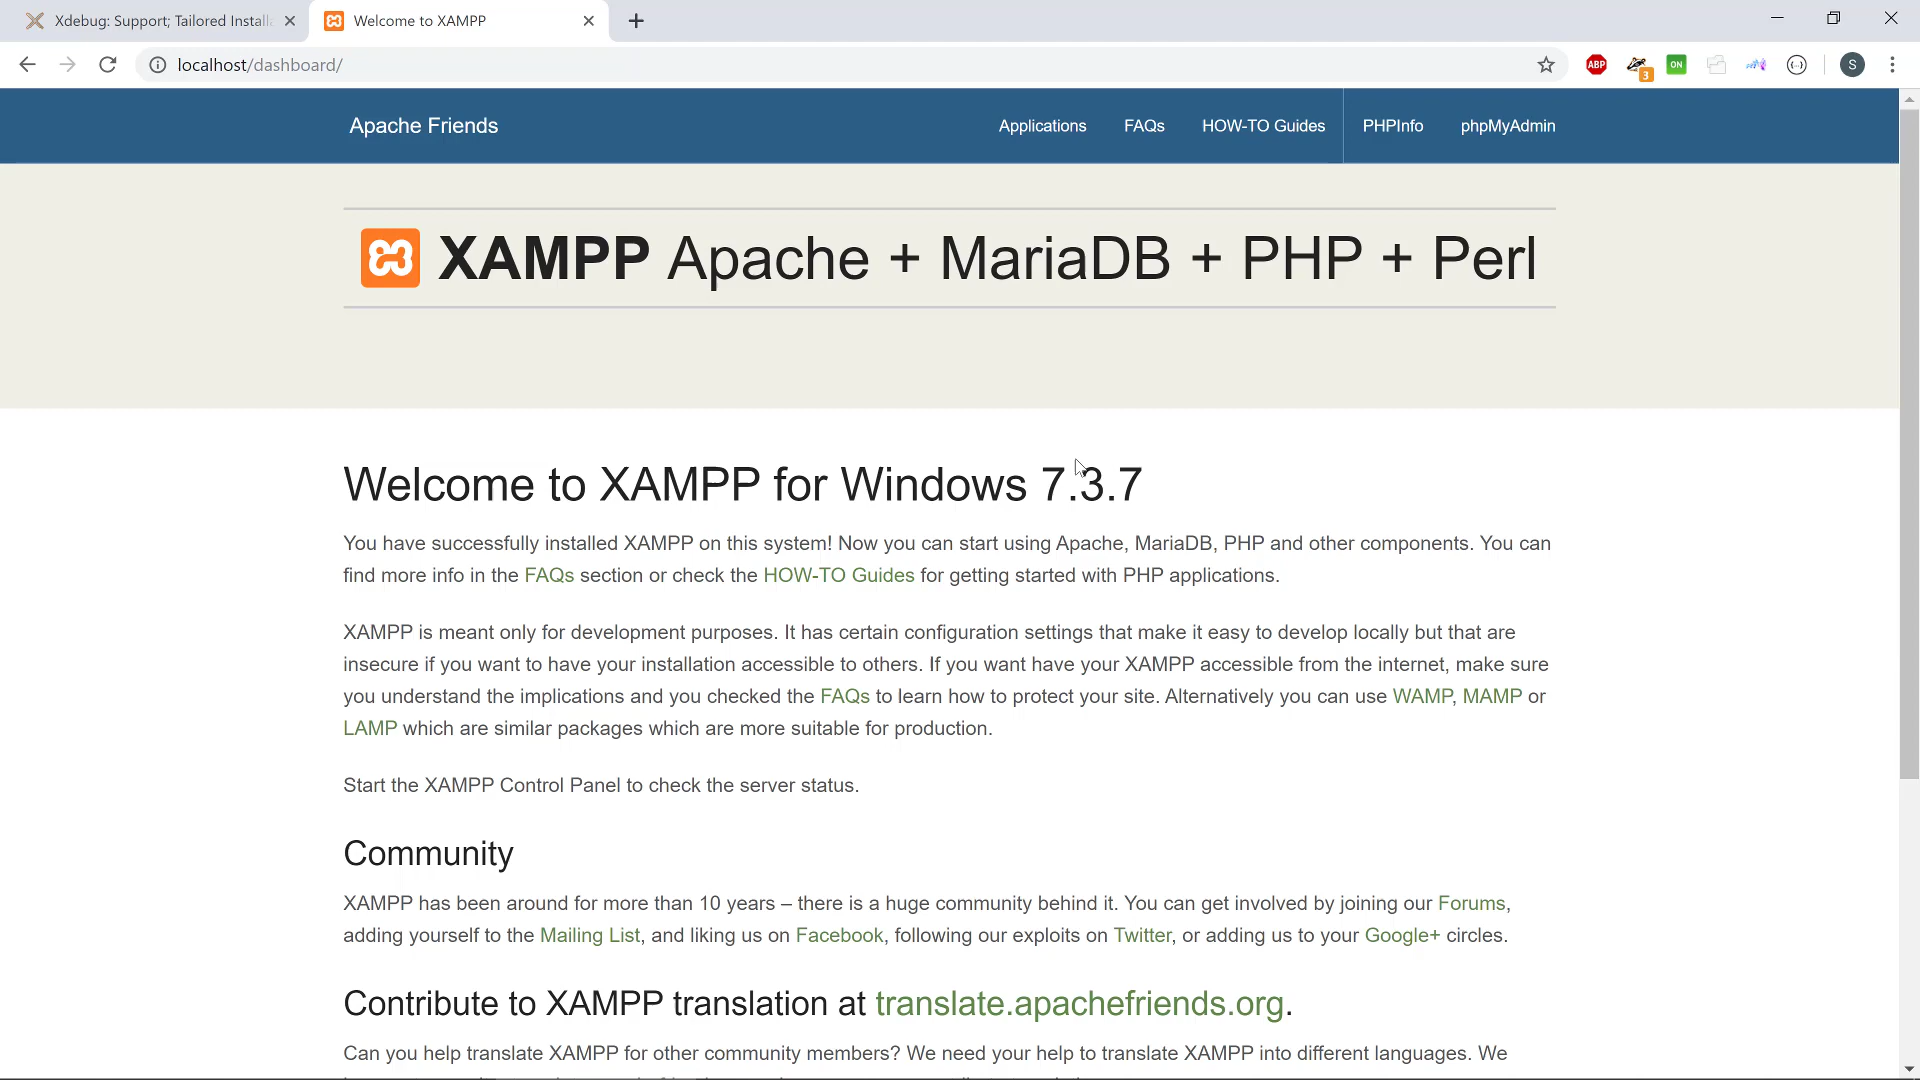 Xdebug: Support; Tailored Install
Welcome to XAMPP
localhost/dashboard/
ABP
3
ON
S
Apache Friends
Applications
FAQs
HOW-TO Guides
PHPInfo
phpMyAdmin
XAMPP Apache + MariaDB + PHP + Perl
Welcome to XAMPP for Windows 7.3.7
You have successfully installed XAMPP on this system! Now you can start using Apache, MariaDB, PHP and other components. You can
find more info in the FAQs section or check the HOW-TO Guides for getting started with PHP applications.
XAMPP is meant only for development purposes. It has certain configuration settings that make it easy to develop locally but that are
insecure if you want to have your installation accessible to others. If you want have your XAMPP accessible from the internet, make sure
you understand the implications and you checked the FAQs to learn how to protect your site. Alternatively you can use WAMP, MAMP or
LAMP which are similar packages which are more suitable for production.
Start the XAMPP Control Panel to check the server status.
Community
XAMPP has been around for more than 10 years – there is a huge community behind it. You can get involved by joining our Forums,
adding yourself to the Mailing List, and liking us on Facebook, following our exploits on Twitter, or adding us to your Google+ circles.
Contribute to XAMPP translation at translate.apachefriends.org.
Can you help translate XAMPP for other community members? We need your help to translate XAMPP into different languages. We